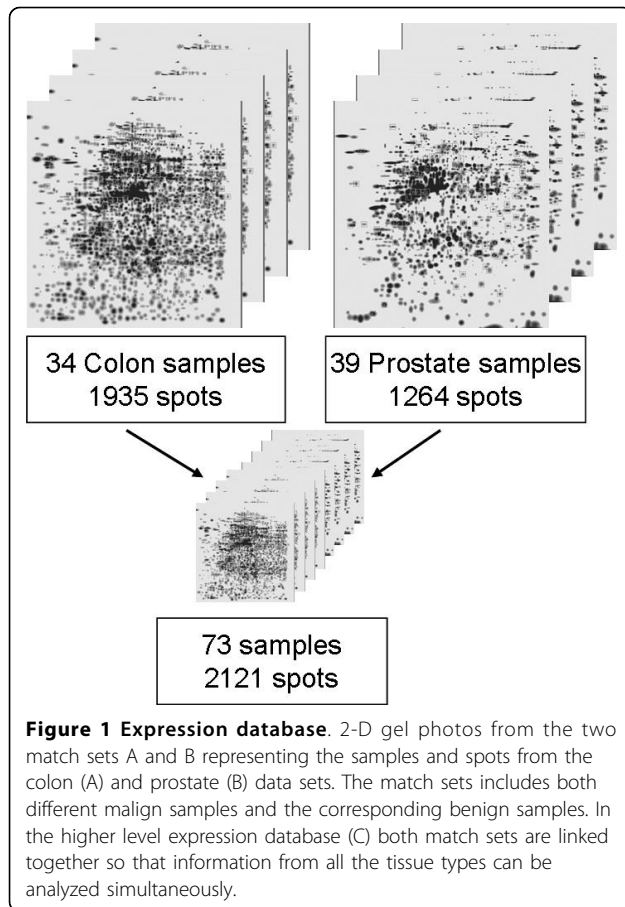 34 Colon samples
1935 spots
39 Prostate samples
1264 spots
73 samples
2121 spots
Figure 1 Expression database. 2-D gel photos from the two
match sets A and B representing the samples and spots from the
colon (A) and prostate (B) data sets. The match sets includes both
different malign samples and the corresponding benign samples. In
the higher level expression database (C) both match sets are linked
together so that information from all the tissue types can be
analyzed simultaneously.